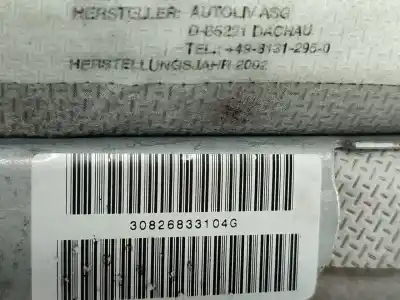 HERSTELLER: AUTOLIV ASG
D-85221 DACHAU
TEL.: +49-8131-295-0
HERSTELLUNGSJAHR 2002
30826833104G